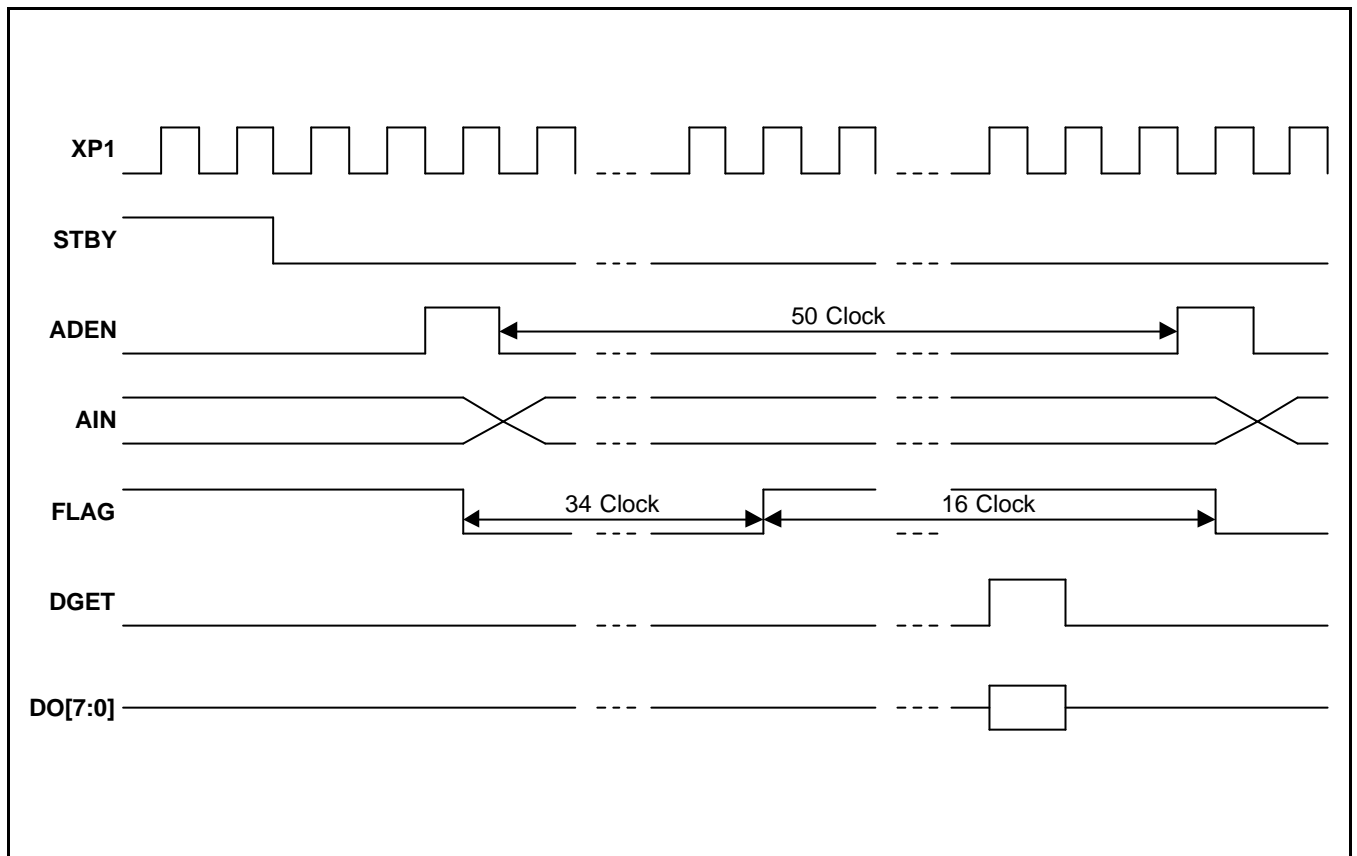 XP1
STBY
ADEN
50 Clock
AIN
FLAG
34 Clock
16 Clock
DGET
DO[7:0]